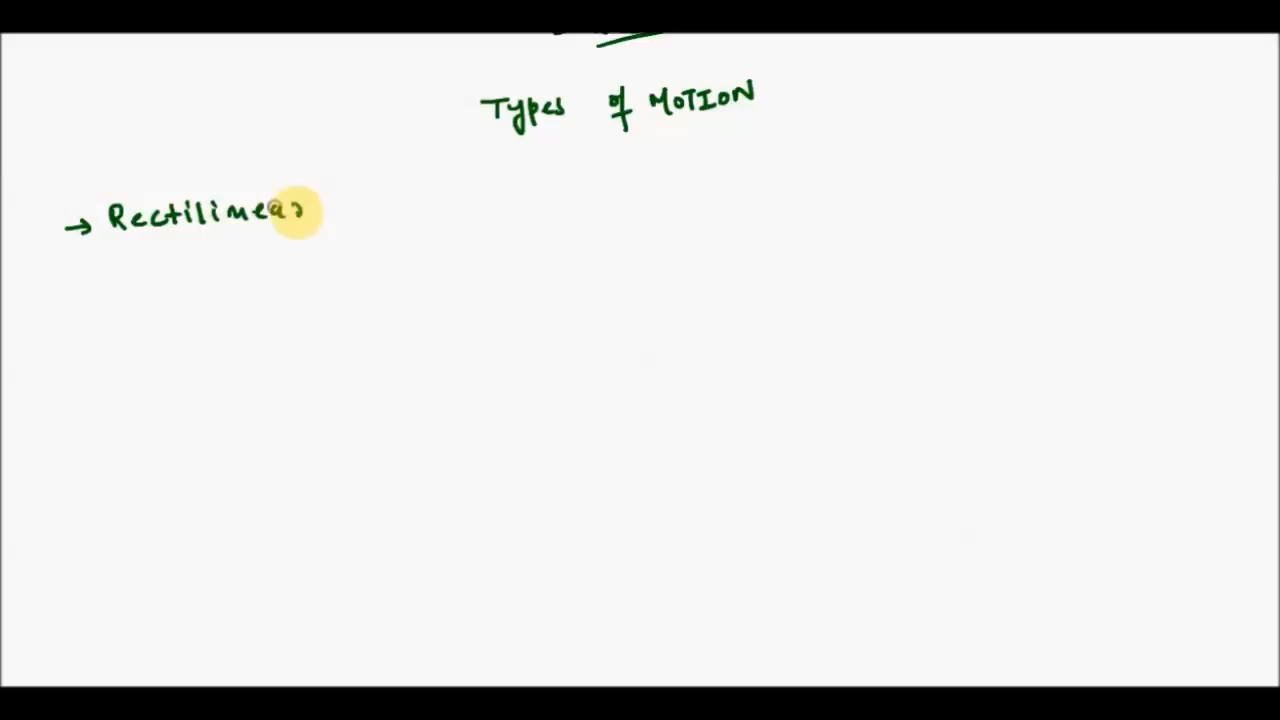 Types of MOTION
→ Rectilinear